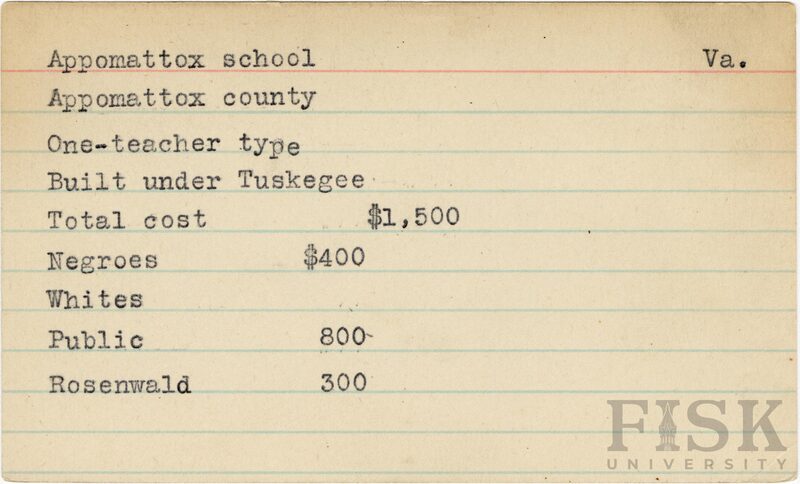 Appomattox school Va.
Appomattox county
One-teacher type
Built under Tuskegee
Total cost $1,500
Negroes $400
Whites
Public 800
Rosenwald 300
FISK
UNIVERSITY